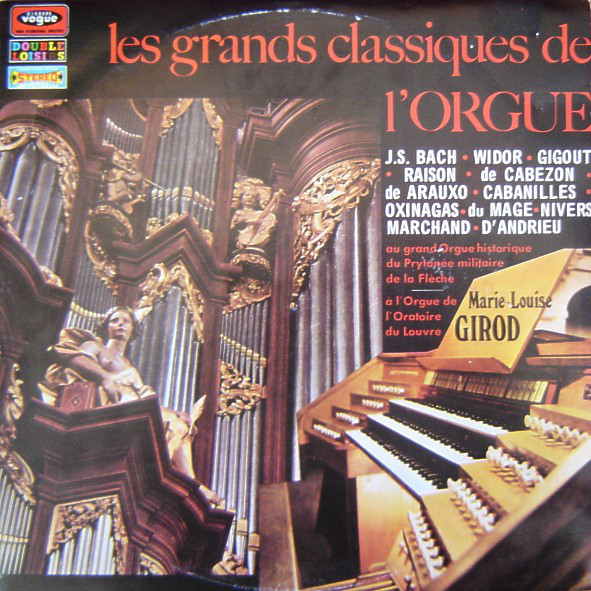 DISQUES
vogue
DOUBLE
LOISIRS
STEREO
les grands classiques de
l'ORGUE
J.S. BACH • WIDOR • GIGOUT
• RAISON • de CABEZON •
de ARAUXO • CABANILLES •
OXINAGAS • du MAGE • NIVERS
MARCHAND • D'ANDRIEU
au grand Orgue historique
du Prytanée militaire
de la Flèche
à l'Orgue de
l'Oratoire
du Louvre
Marie-Louise
GIROD